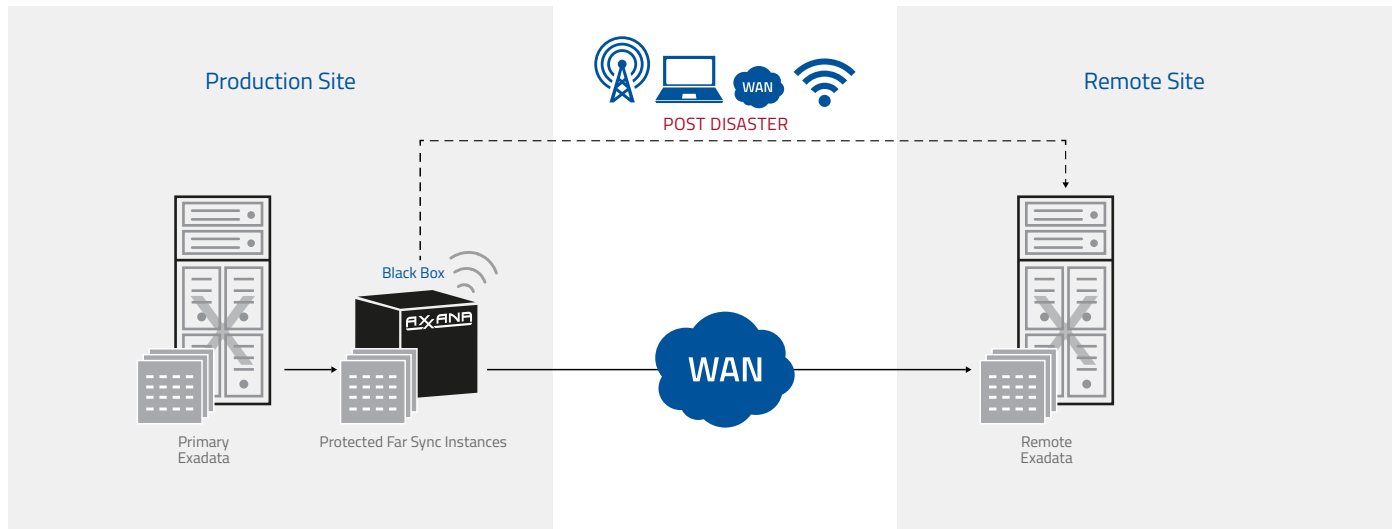 Production Site
WAN
POST DISASTER
Remote Site
Black Box
AXXANA
WAN
Primary
Exadata
Protected Far Sync Instances
Remote
Exadata